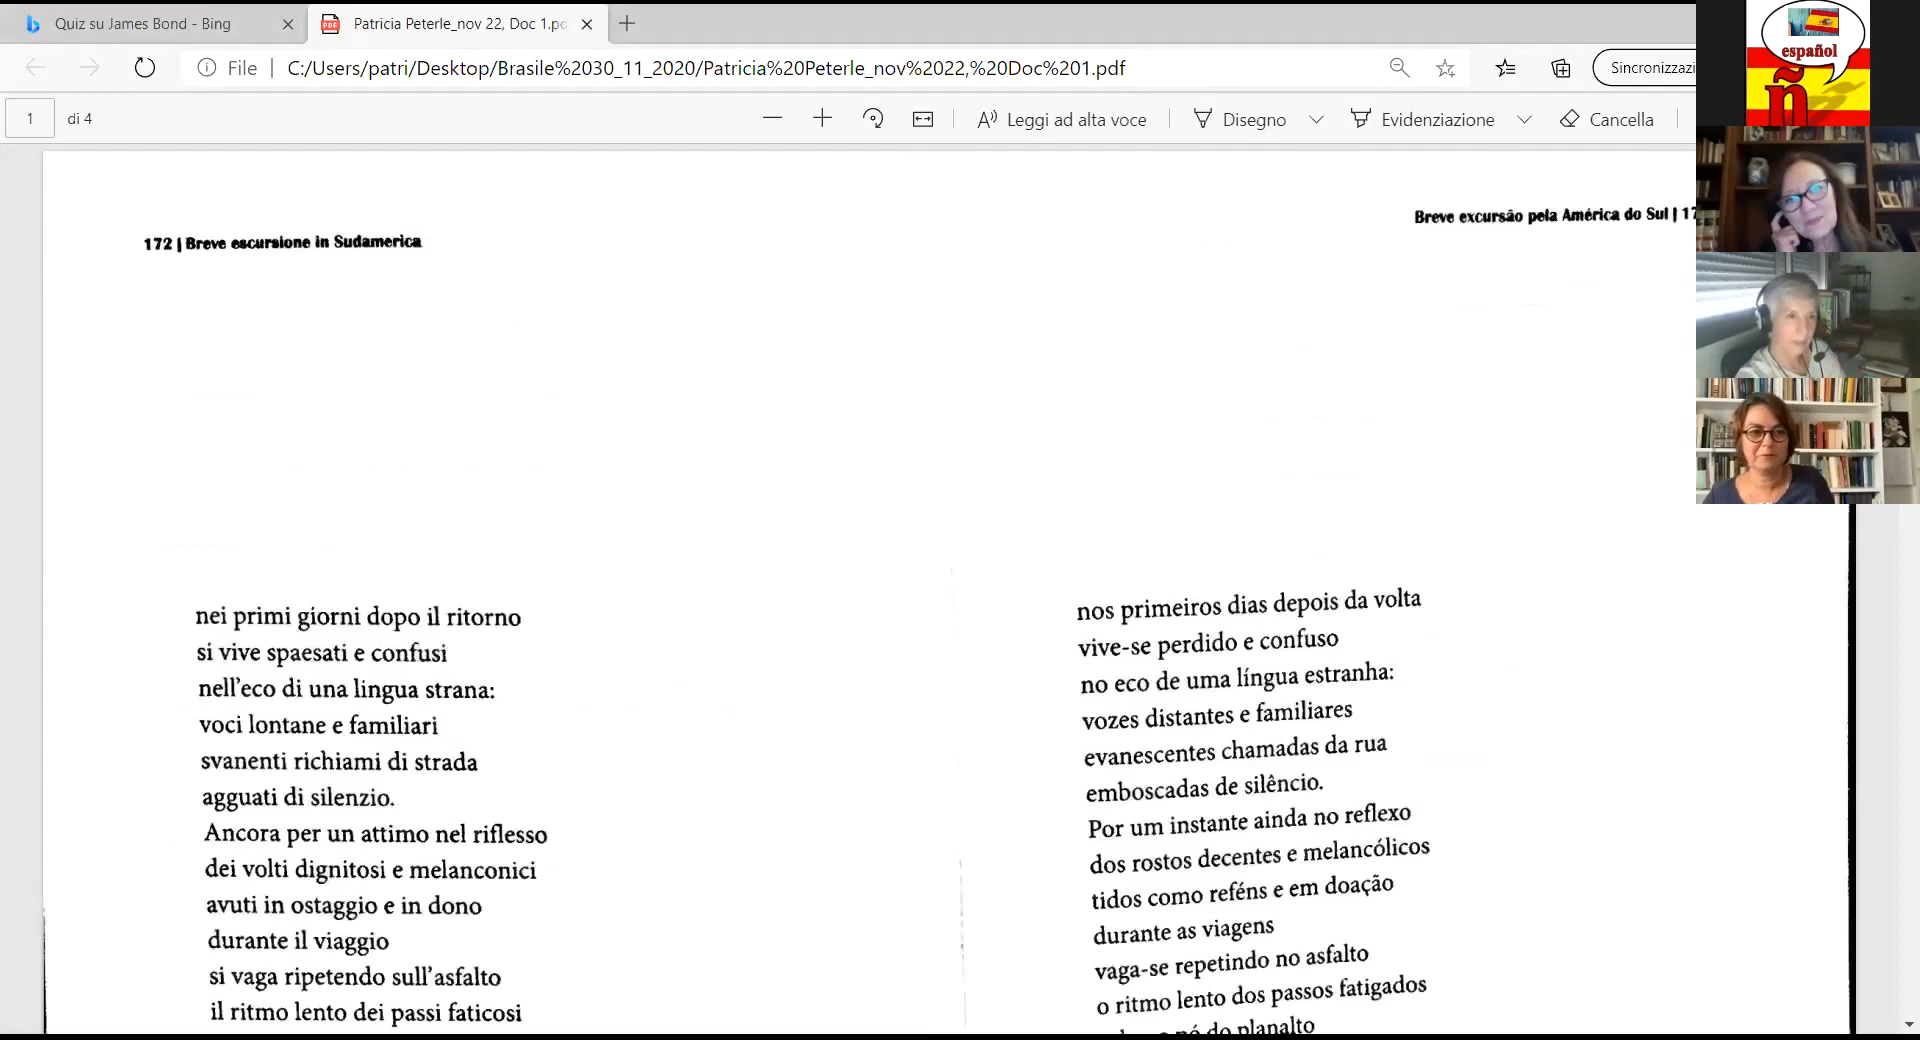 Quiz su James Bond - Bing
Patricia Peterle_nov 22, Doc 1.pd
File
C:/Users/patri/Desktop/Brasile%2030_11_2020/Patricia%20Peterle_nov%2022,%20Doc%201.pdf
Sincronizzazi
1 di 4
Leggi ad alta voce
Disegno
Evidenziazione
Cancella
español
ñ
172 | Breve escursione in Sudamerica
nei primi giorni dopo il ritorno
si vive spaesati e confusi
nell'eco di una lingua strana:
voci lontane e familiari
svanenti richiami di strada
agguati di silenzio.
Ancora per un attimo nel riflesso
dei volti dignitosi e melanconici
avuti in ostaggio e in dono
durante il viaggio
si vaga ripetendo sull'asfalto
il ritmo lento dei passi faticosi
Breve excursão pela América do Sul | 17
nos primeiros dias depois da volta
vive-se perdido e confuso
no eco de uma língua estranha:
vozes distantes e familiares
evanescentes chamadas da rua
emboscadas de silêncio.
Por um instante ainda no reflexo
dos rostos decentes e melancólicos
tidos como reféns e em doação
durante as viagens
vaga-se repetindo no asfalto
o ritmo lento dos passos fatigados
pó do planalto